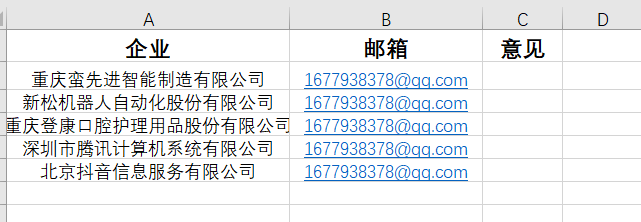 A B C D
企业 邮箱 意见
重庆蛮先进智能制造有限公司 1677938378@qq.com
新松机器人自动化股份有限公司 1677938378@qq.com
重庆登康口腔护理用品股份有限公司 1677938378@qq.com
深圳市腾讯计算机系统有限公司 1677938378@qq.com
北京抖音信息服务有限公司 1677938378@qq.com